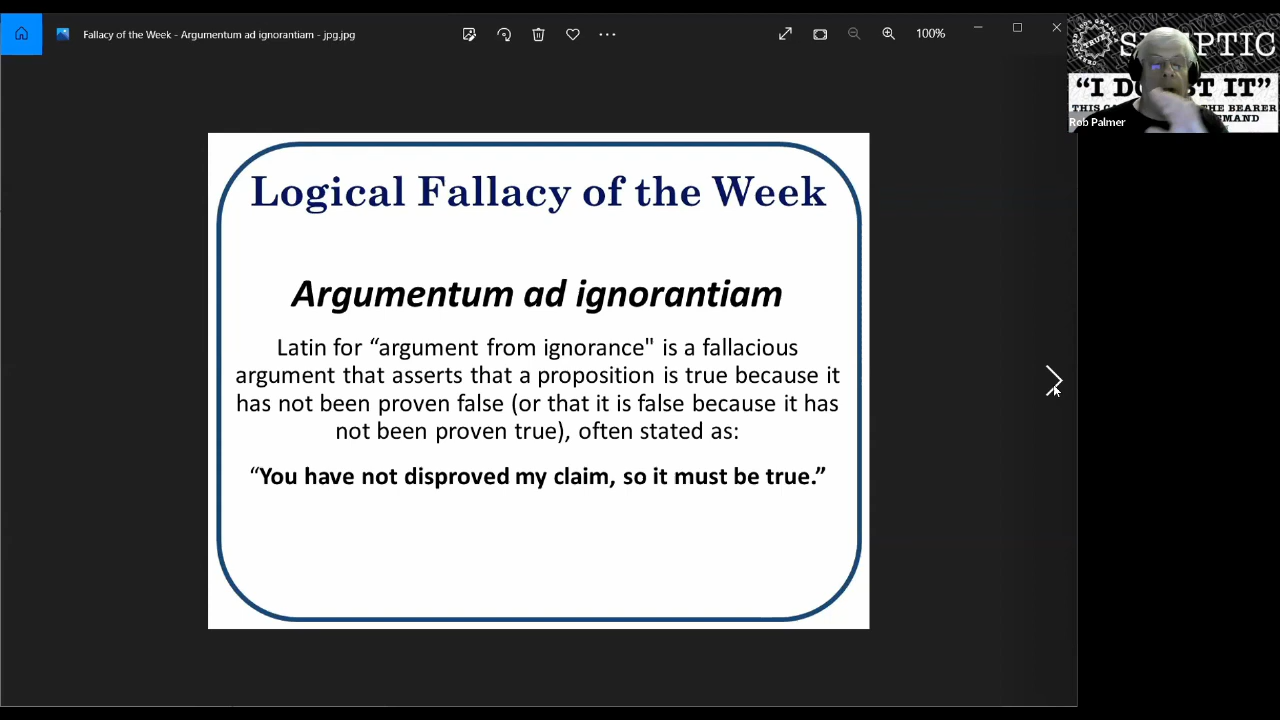 Fallacy of the Week - Argumentum ad ignorantiam - jpg.jpg
100%
Rob Palmer
Logical Fallacy of the Week
Argumentum ad ignorantiam
Latin for “argument from ignorance" is a fallacious
argument that asserts that a proposition is true because it
has not been proven false (or that it is false because it has
not been proven true), often stated as:
“You have not disproved my claim, so it must be true.”